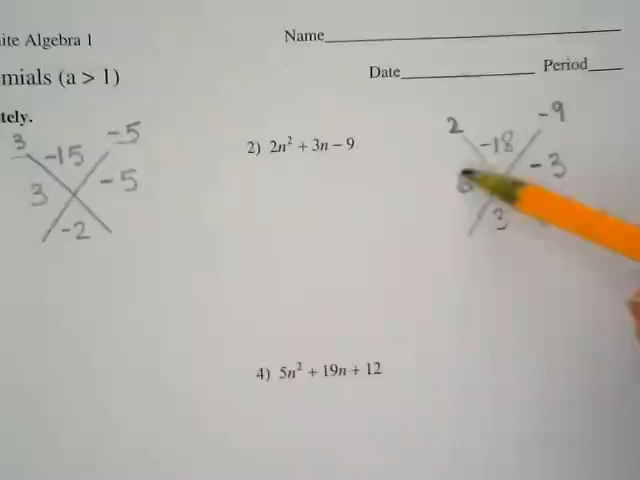 ite Algebra 1
Name
mials (a > 1)
Date Period
tely.
3 -5
-15
3 -5
-2
2) 2n² + 3n − 9
2 -9
-18
-3
3
4) 5n² + 19n + 12